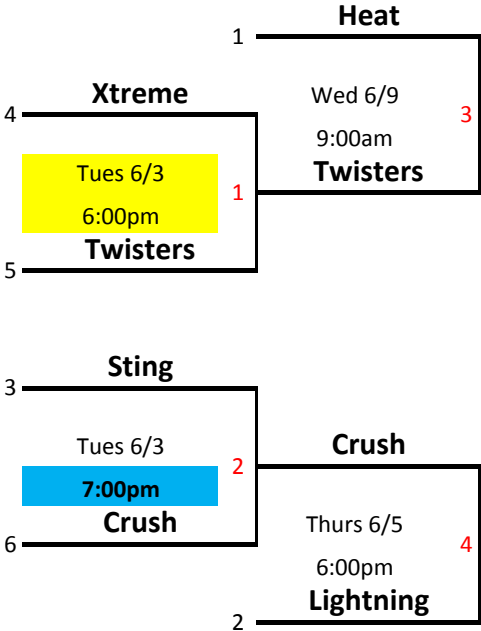 Heat
1
Xtreme
Wed 6/9
4
3
9:00am
Tues 6/3
Twisters
1
6:00pm
Twisters
5
Sting
3
Tues 6/3
Crush
2
7:00pm
Crush
Thurs 6/5
6
4
6:00pm
Lightning
2